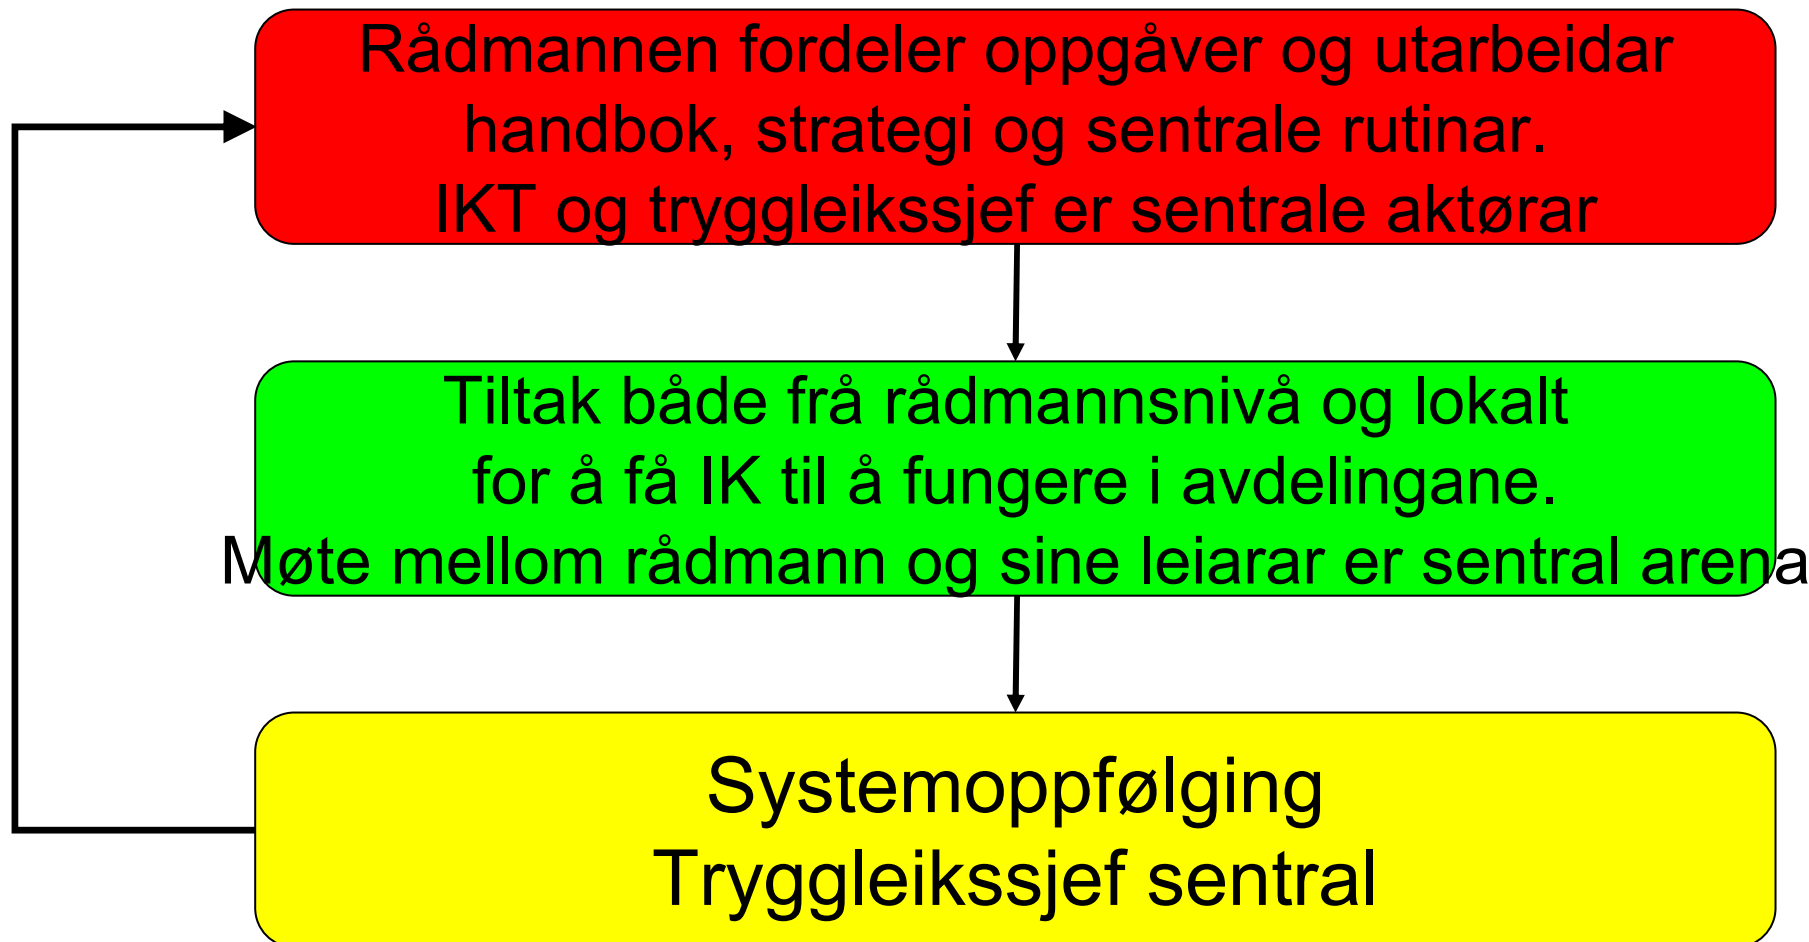 Rådmannen fordeler oppgåver og utarbeidar
handbok, strategi og sentrale rutinar.
IKT og tryggleikssjef er sentrale aktørar
Tiltak både frå rådmannsnivå og lokalt
for å få IK til å fungere i avdelingane.
Møte mellom rådmann og sine leiarar er sentral arena
Systemoppfølging
Tryggleikssjef sentral